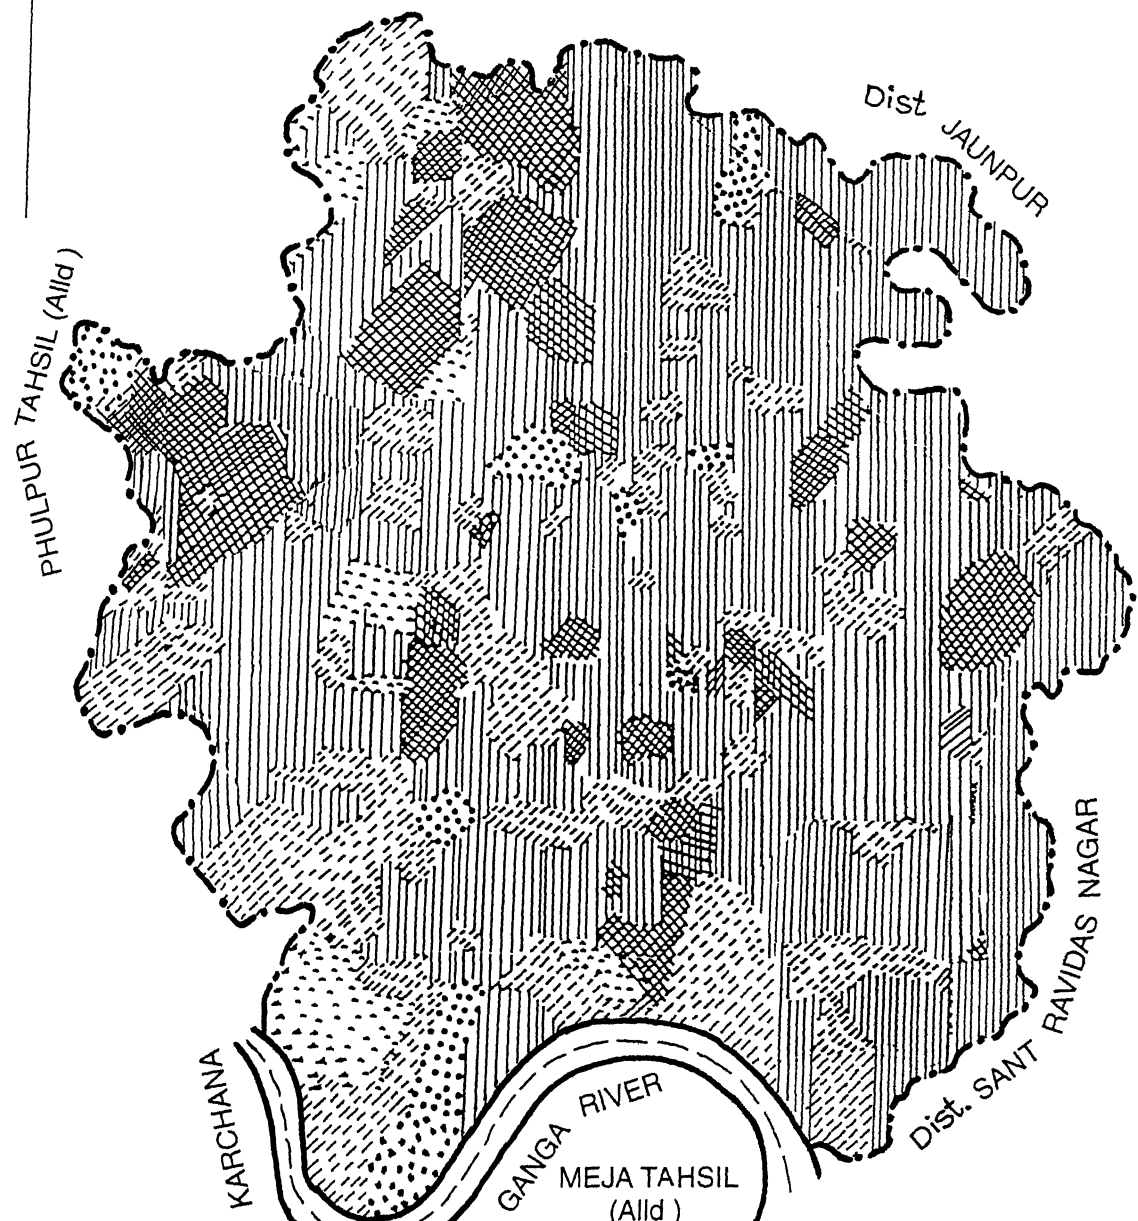 Dist JAUNPUR
PHULPUR TAHSIL (Alld )
Dist. SANT RAVIDAS NAGAR
KARCHANA
GANGA RIVER
MEJA TAHSIL
(Alld )